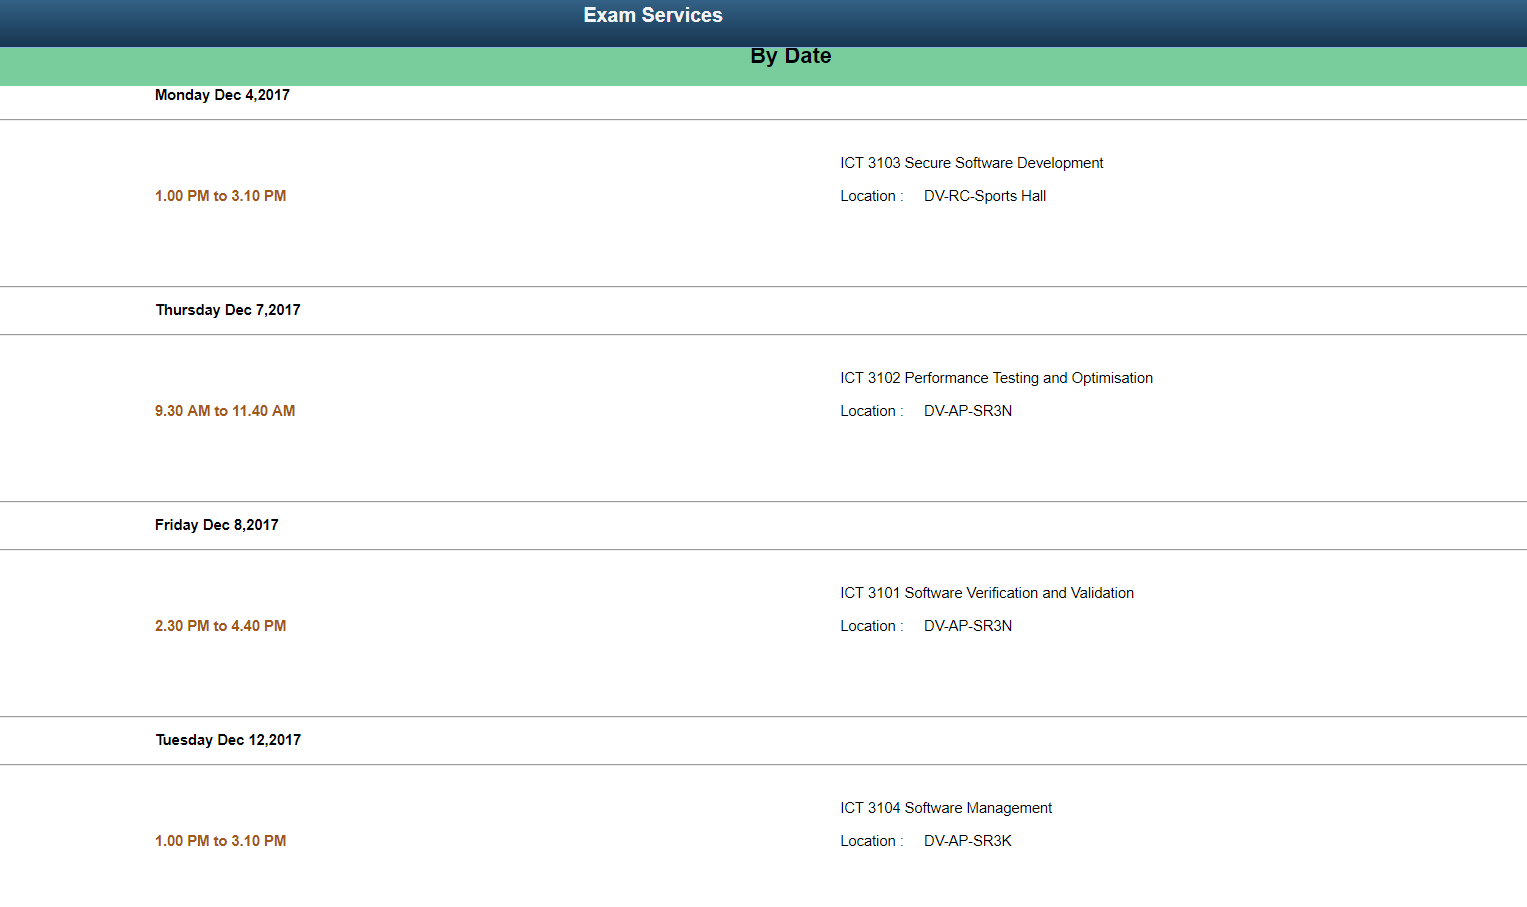 Exam Services
By Date
Monday Dec 4,2017
ICT 3103 Secure Software Development
1.00 PM to 3.10 PM
Location : DV-RC-Sports Hall
Thursday Dec 7,2017
ICT 3102 Performance Testing and Optimisation
9.30 AM to 11.40 AM
Location : DV-AP-SR3N
Friday Dec 8,2017
ICT 3101 Software Verification and Validation
2.30 PM to 4.40 PM
Location : DV-AP-SR3N
Tuesday Dec 12,2017
ICT 3104 Software Management
1.00 PM to 3.10 PM
Location : DV-AP-SR3K